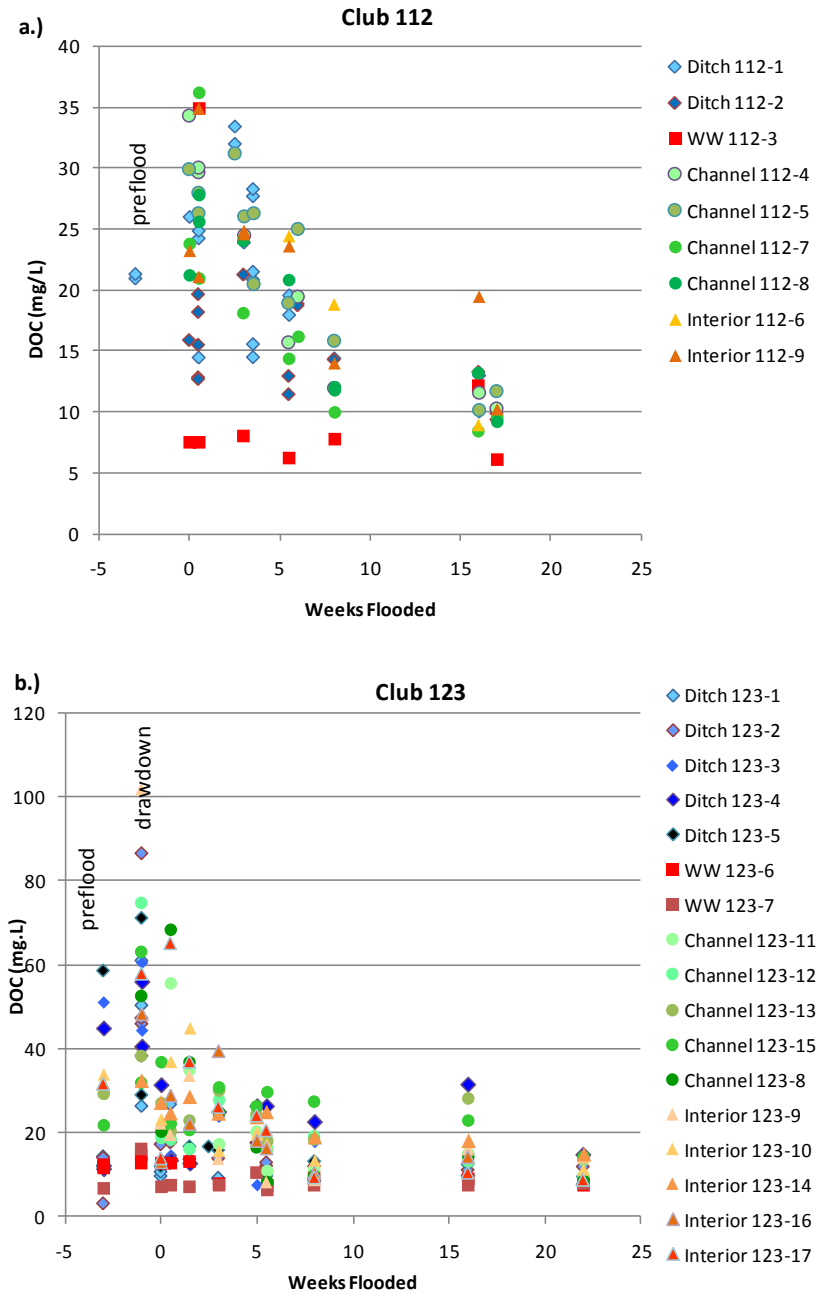 a.)
Club 112
40
35
30
25
20
15
10
5
0
-5
0
5
10
15
20
25
DOC (mg/L)
Weeks Flooded
preflood
Ditch 112-1
Ditch 112-2
WW 112-3
Channel 112-4
Channel 112-5
Channel 112-7
Channel 112-8
Interior 112-6
Interior 112-9
b.)
Club 123
120
100
80
60
40
20
0
-5
0
5
10
15
20
25
DOC (mg.L)
Weeks Flooded
preflood
drawdown
Ditch 123-1
Ditch 123-2
Ditch 123-3
Ditch 123-4
Ditch 123-5
WW 123-6
WW 123-7
Channel 123-11
Channel 123-12
Channel 123-13
Channel 123-15
Channel 123-8
Interior 123-9
Interior 123-10
Interior 123-14
Interior 123-16
Interior 123-17